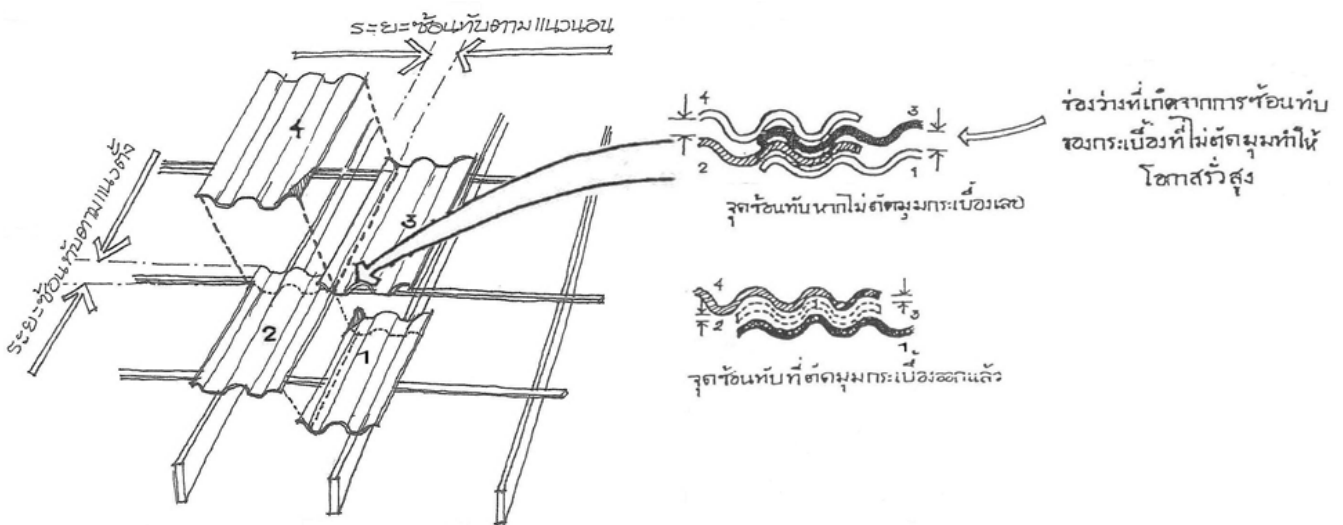 ระยะซ้อนทับตามแนวนอน
ระยะซ้อนทับตามแนวตั้ง
4
3
2
1
4
3
2
1
ช่องว่างที่เกิดจากการซ้อนทับ
ของกระเบื้องที่ไม่ตัดมุมทำให้
โอกาสรั่วสูง
จุดซ้อนทับหากไม่ตัดมุมกระเบื้องเลย
4
3
2
1
จุดซ้อนทับที่ตัดมุมกระเบื้องออกแล้ว